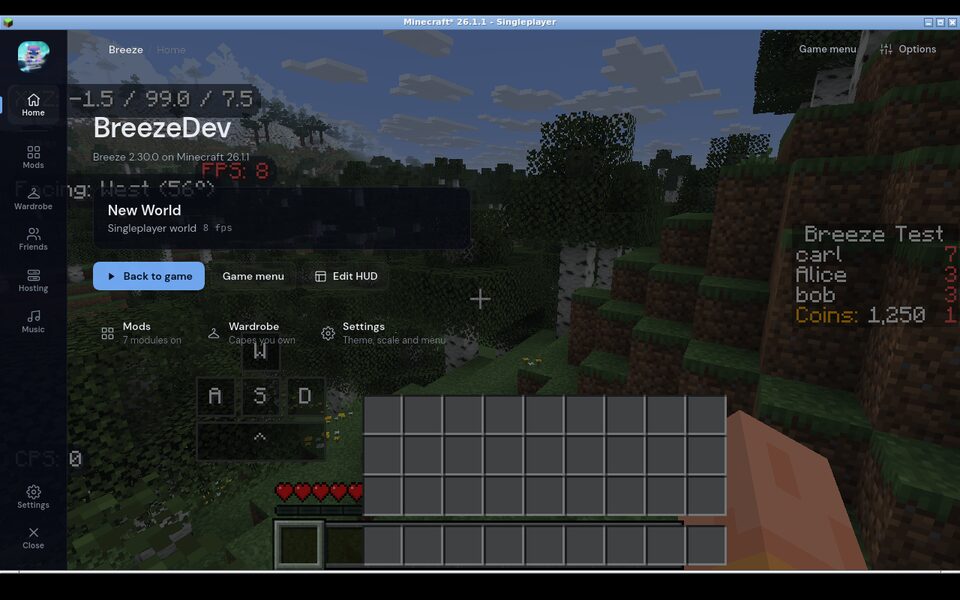 Minecraft* 26.1.1 - Singleplayer
Breeze / Home
Game menu
Options
-1.5 / 99.0 / 7.5
Home
BreezeDev
Breeze 2.30.0 on Minecraft 26.1.1
FPS: 8
Mods
Facing: West (56°)
Wardrobe
New World
Singleplayer world 8 fps
Friends
Breeze Test
carl 7
Alice 3
bob 3
Coins: 1,250 1
Hosting
Back to game
Game menu
Edit HUD
Music
Mods
7 modules on
Wardrobe
Capes you own
Settings
Theme, scale and menu
W
A S D
^
CPS: 0
Settings
Close